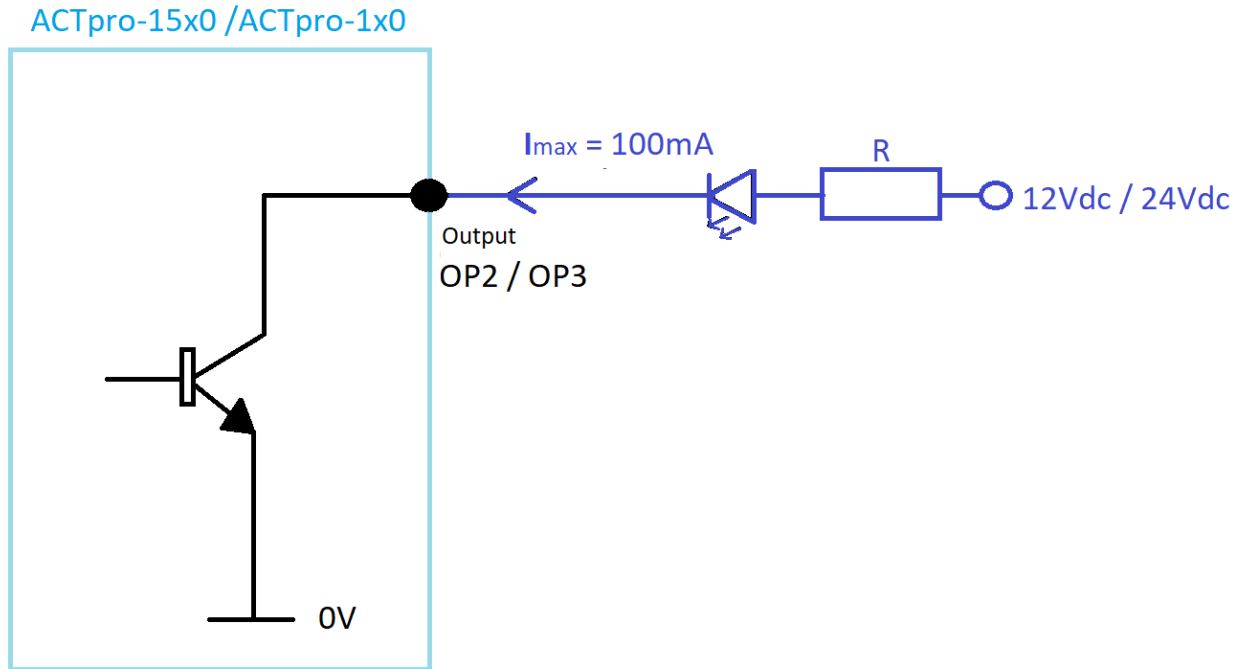 ACTpro-15x0 /ACTpro-1x0
Imax = 100mA
R
12Vdc / 24Vdc
Output
OP2 / OP3
0V